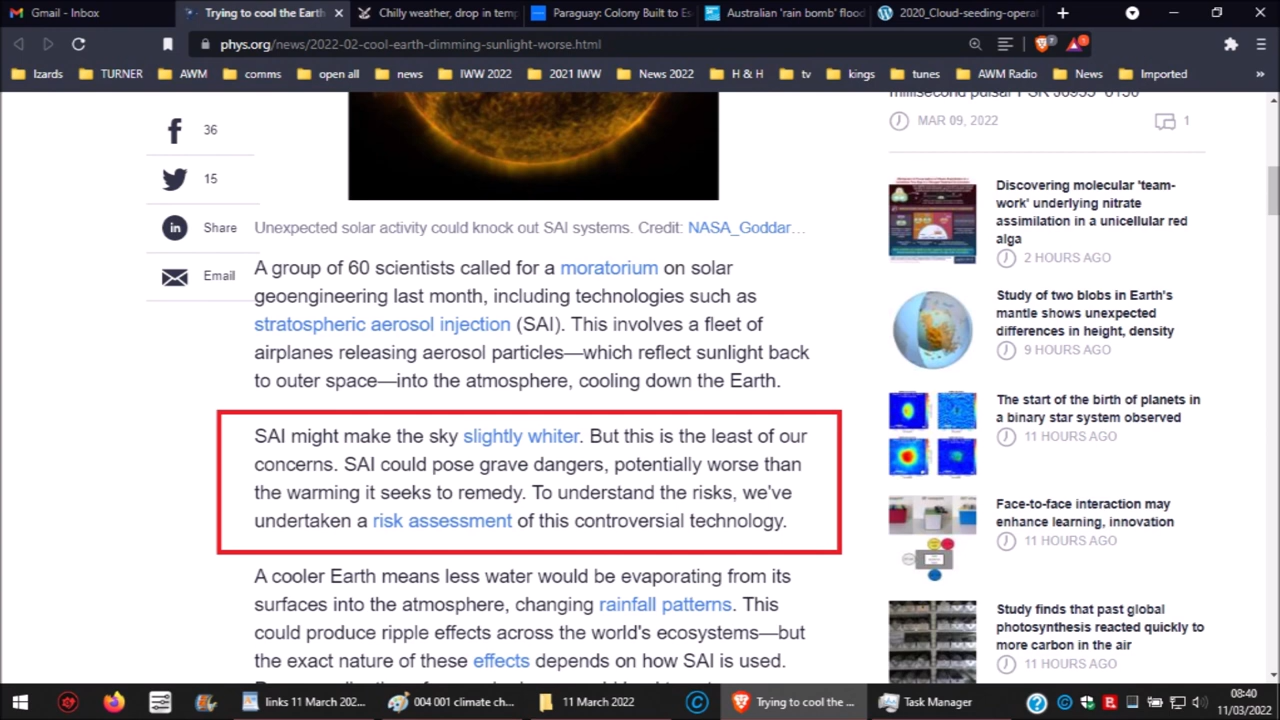 Gmail - Inbox
Trying to cool the Earth
Chilly weather, drop in temp
Paraguay: Colony Built to Es
Australian 'rain bomb' flood
2020_Cloud-seeding-operat
phys.org/news/2022-02-cool-earth-dimming-sunlight-worse.html
Izards
TURNER
AWM
comms
open all
news
IWW 2022
2021 IWW
News 2022
H & H
tv
kings
tunes
AWM Radio
News
Imported
»
36
15
Share
Email
Unexpected solar activity could knock out SAI systems. Credit: NASA_Goddar...
A group of 60 scientists called for a moratorium on solar
geoengineering last month, including technologies such as
stratospheric aerosol injection (SAI). This involves a fleet of
airplanes releasing aerosol particles—which reflect sunlight back
to outer space—into the atmosphere, cooling down the Earth.
SAI might make the sky slightly whiter. But this is the least of our
concerns. SAI could pose grave dangers, potentially worse than
the warming it seeks to remedy. To understand the risks, we've
undertaken a risk assessment of this controversial technology.
A cooler Earth means less water would be evaporating from its
surfaces into the atmosphere, changing rainfall patterns. This
could produce ripple effects across the world's ecosystems—but
the exact nature of these effects depends on how SAI is used.
millisecond pulsar PSR
MAR 09, 2022
1
Discovering molecular 'team-
work' underlying nitrate
assimilation in a unicellular red
alga
2 HOURS AGO
Study of two blobs in Earth's
mantle shows unexpected
differences in height, density
9 HOURS AGO
The start of the birth of planets in
a binary star system observed
11 HOURS AGO
Face-to-face interaction may
enhance learning, innovation
11 HOURS AGO
Study finds that past global
photosynthesis reacted quickly to
more carbon in the air
11 HOURS AGO
links 11 March 202...
004 001 climate ch...
11 March 2022
Trying to cool the ...
Task Manager
08:40
11/03/2022